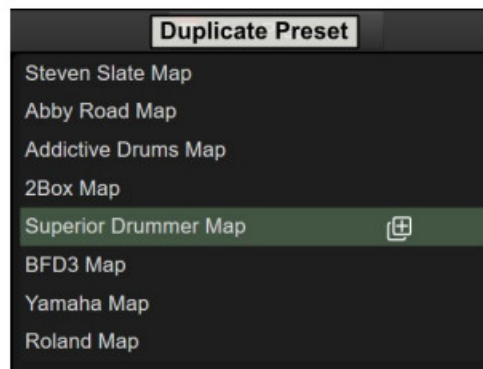 Duplicate Preset
Steven Slate Map
Abby Road Map
Addictive Drums Map
2Box Map
Superior Drummer Map
BFD3 Map
Yamaha Map
Roland Map